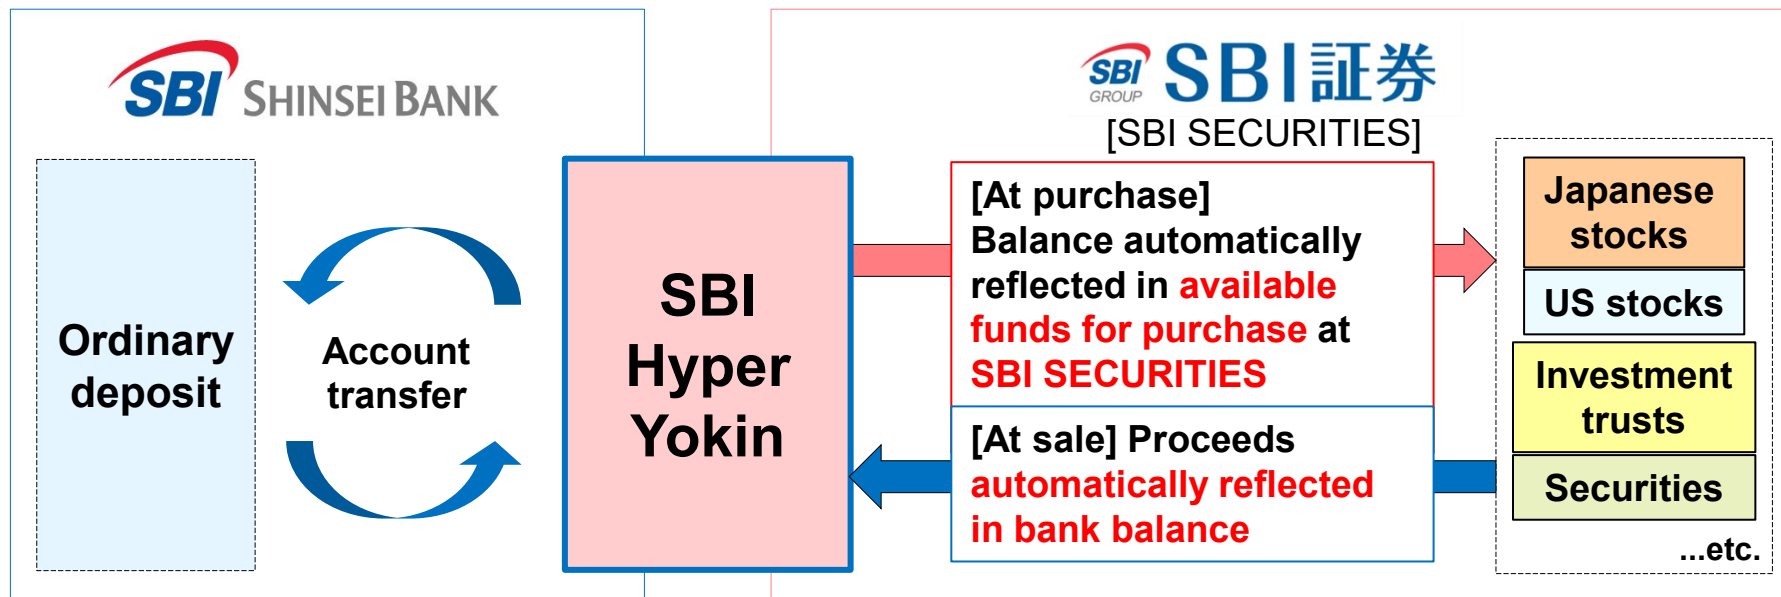 SBI SHINSEI BANK
SBI
GROUP
SBI証券
[SBI SECURITIES]
Ordinary
deposit
Account
transfer
SBI
Hyper
Yokin
[At purchase]
Balance automatically
reflected in available
funds for purchase at
SBI SECURITIES
[At sale] Proceeds
automatically reflected
in bank balance
Japanese
stocks
US stocks
Investment
trusts
Securities
...etc.